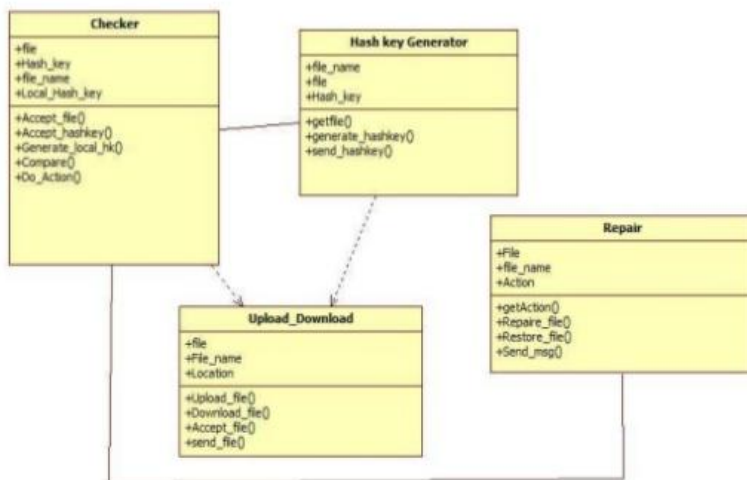 Checker
+file
+Hash_key
+file_name
+Local_Hash_key
+Accept_file()
+Accept_hashkey()
+Generate_local_hk()
+Compare()
+Do_Action()
Hash key Generator
+file_name
+file
+Hash_key
+getfile()
+generate_hashkey()
+send_hashkey()
Repair
+File
+file_name
+Action
+getAction()
+Repaire_file()
+Restore_file()
+Send_msg()
Upload_Download
+file
+File_name
+Location
+Upload_file()
+Download_file()
+Accept_file()
+send_file()